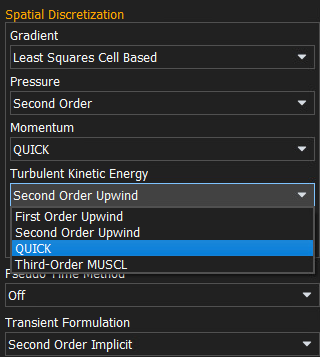 Spatial Discretization
Gradient
Least Squares Cell Based
Pressure
Second Order
Momentum
QUICK
Turbulent Kinetic Energy
Second Order Upwind
First Order Upwind
Second Order Upwind
QUICK
Third-Order MUSCL
Pseudo Time Method
Off
Transient Formulation
Second Order Implicit